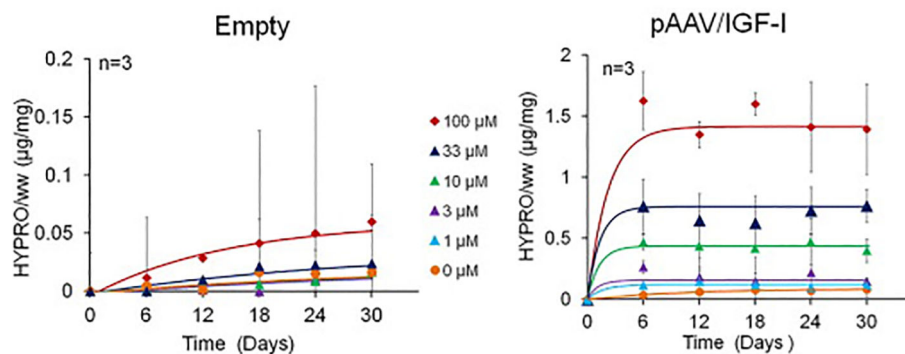 Empty
n=3
HYPRO/ww (µg/mg)
0.2
0.15
0.1
0.05
0
0 6 12 18 24 30
Time (Days)
100 µM
33 µM
10 µM
3 µM
1 µM
0 µM
pAAV/IGF-I
n=3
HYPRO/ww (µg/mg)
2
1.5
1
0.5
0
0 6 12 18 24 30
Time (Days )